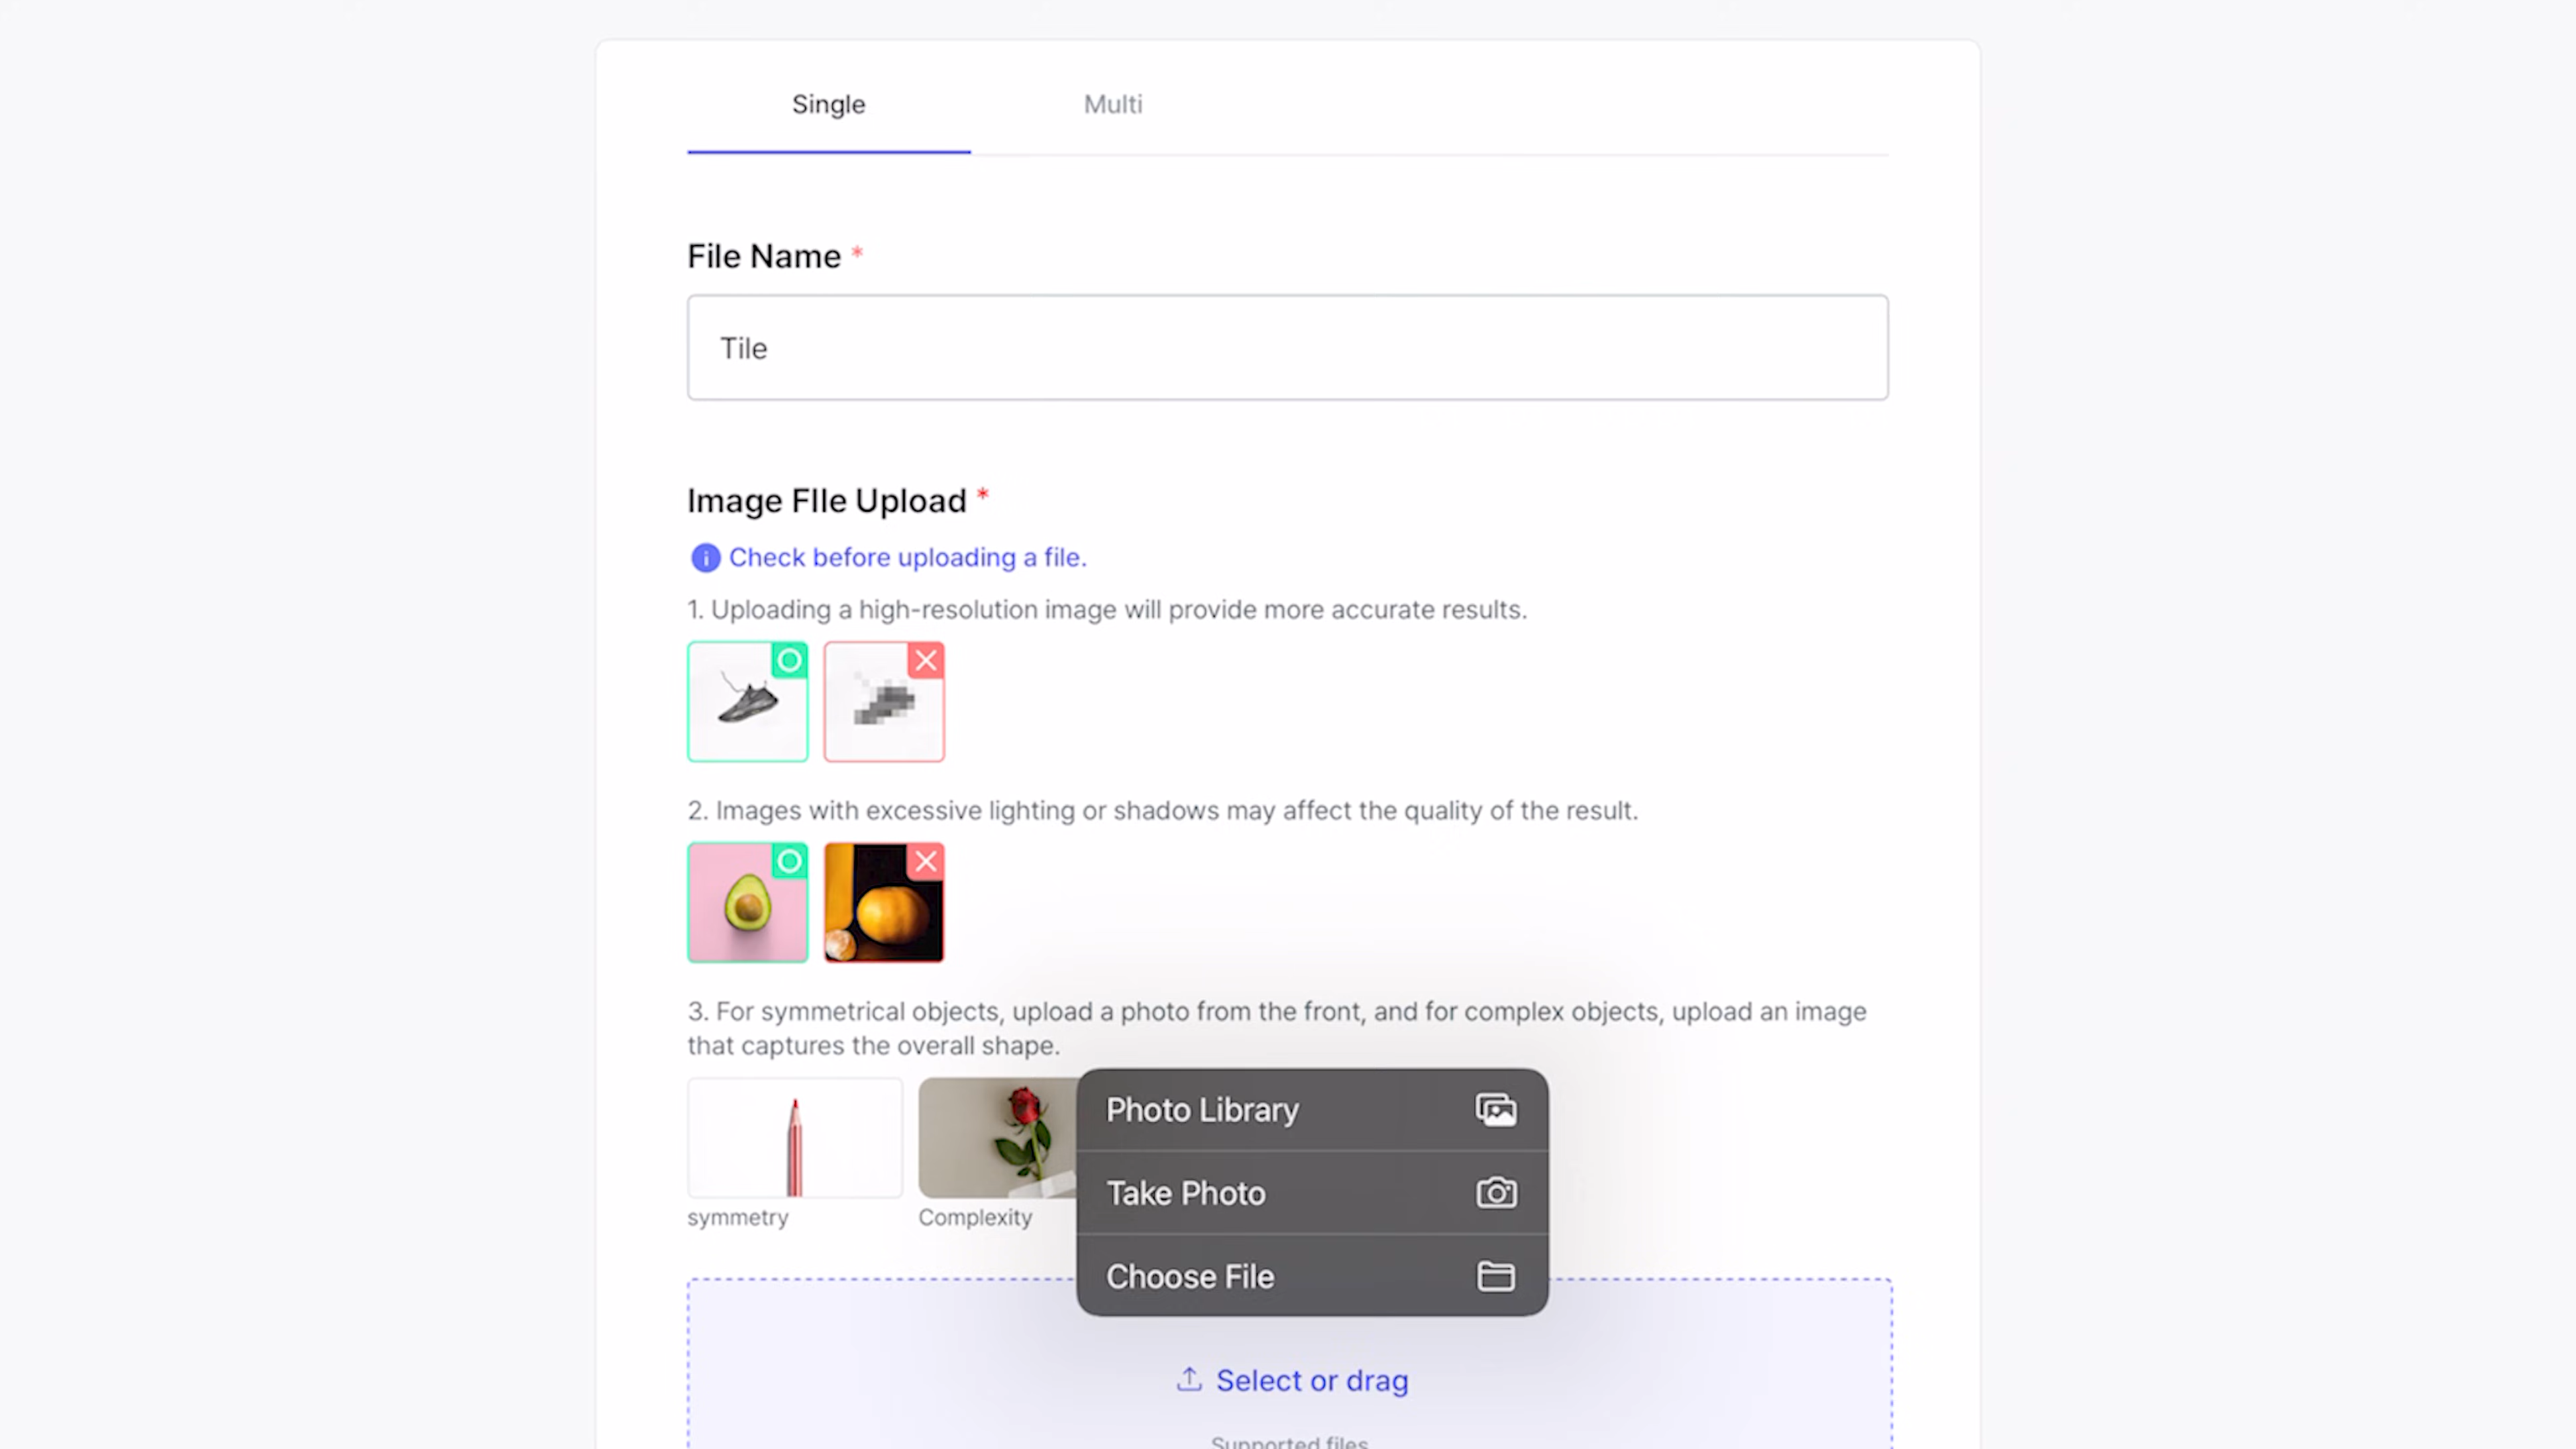 Single
Multi
File Name *
Tile
Image FIle Upload *
Check before uploading a file.
1. Uploading a high-resolution image will provide more accurate results.
2. Images with excessive lighting or shadows may affect the quality of the result.
3. For symmetrical objects, upload a photo from the front, and for complex objects, upload an image
that captures the overall shape.
symmetry
Complexity
Photo Library
Take Photo
Choose File
Select or drag
Supported files